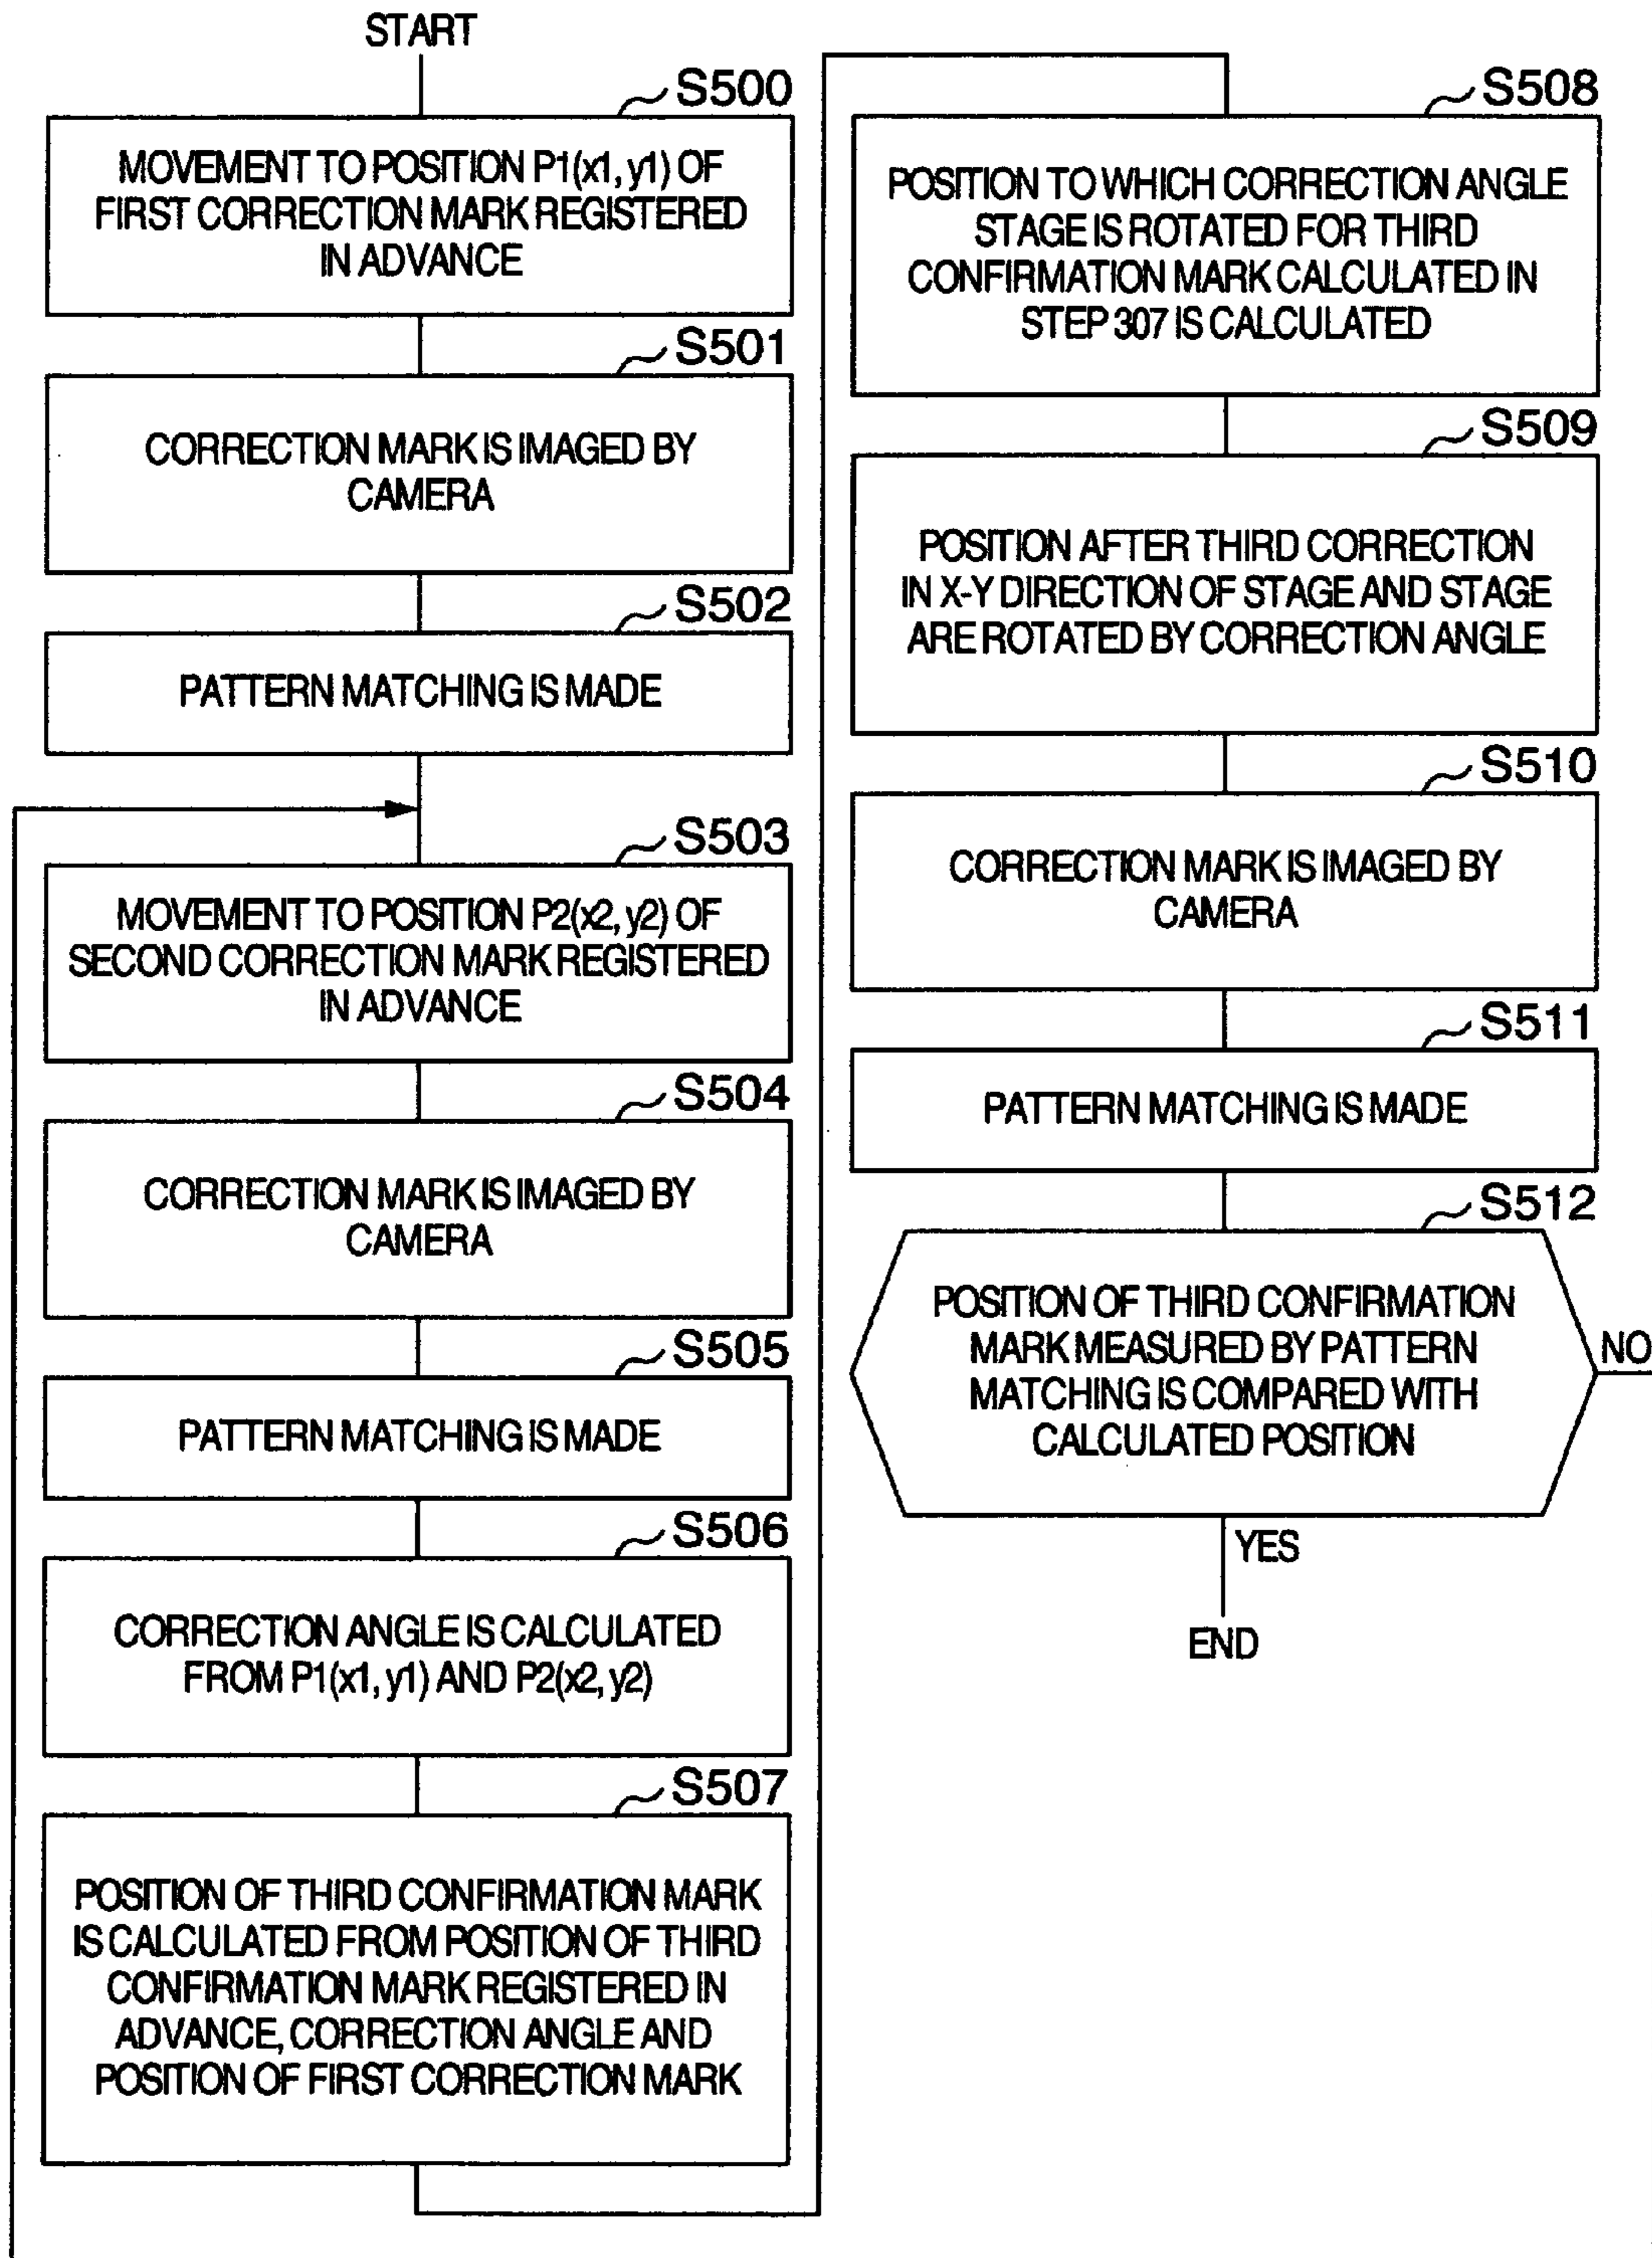 START
S500
MOVEMENT TO POSITION P1(x1, y1) OF
FIRST CORRECTION MARK REGISTERED
IN ADVANCE
S501
CORRECTION MARK IS IMAGED BY
CAMERA
S502
PATTERN MATCHING IS MADE
S503
MOVEMENT TO POSITION P2(x2, y2) OF
SECOND CORRECTION MARK REGISTERED
IN ADVANCE
S504
CORRECTION MARK IS IMAGED BY
CAMERA
S505
PATTERN MATCHING IS MADE
S506
CORRECTION ANGLE IS CALCULATED
FROM P1(x1, y1) AND P2(x2, y2)
S507
POSITION OF THIRD CONFIRMATION MARK
IS CALCULATED FROM POSITION OF THIRD
CONFIRMATION MARK REGISTERED IN
ADVANCE, CORRECTION ANGLE AND
POSITION OF FIRST CORRECTION MARK
S508
POSITION TO WHICH CORRECTION ANGLE
STAGE IS ROTATED FOR THIRD
CONFIRMATION MARK CALCULATED IN
STEP 307 IS CALCULATED
S509
POSITION AFTER THIRD CORRECTION
IN X-Y DIRECTION OF STAGE AND STAGE
ARE ROTATED BY CORRECTION ANGLE
S510
CORRECTION MARK IS IMAGED BY
CAMERA
S511
PATTERN MATCHING IS MADE
S512
POSITION OF THIRD CONFIRMATION
MARK MEASURED BY PATTERN
MATCHING IS COMPARED WITH
CALCULATED POSITION
NO
YES
END